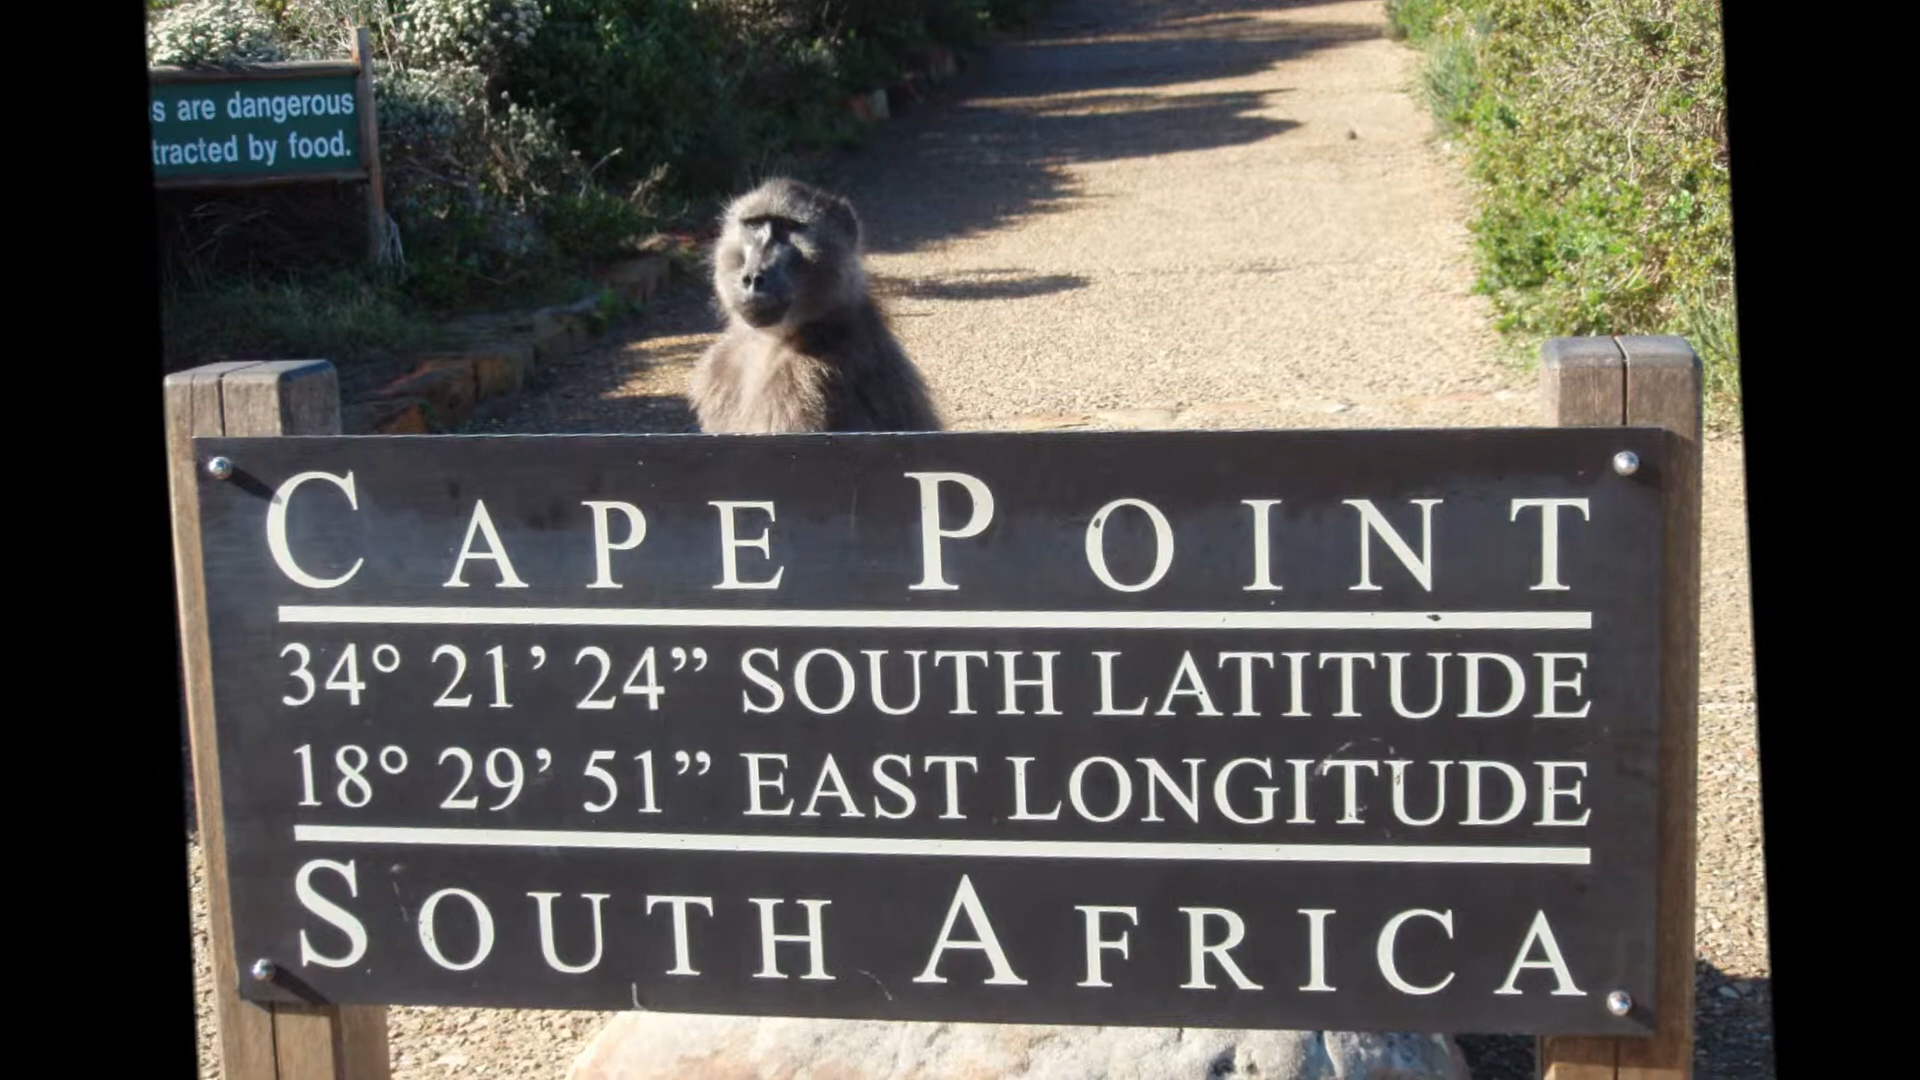 s are dangerous
tracted by food.
CAPE POINT
34° 21’ 24” SOUTH LATITUDE
18° 29’ 51” EAST LONGITUDE
SOUTH AFRICA